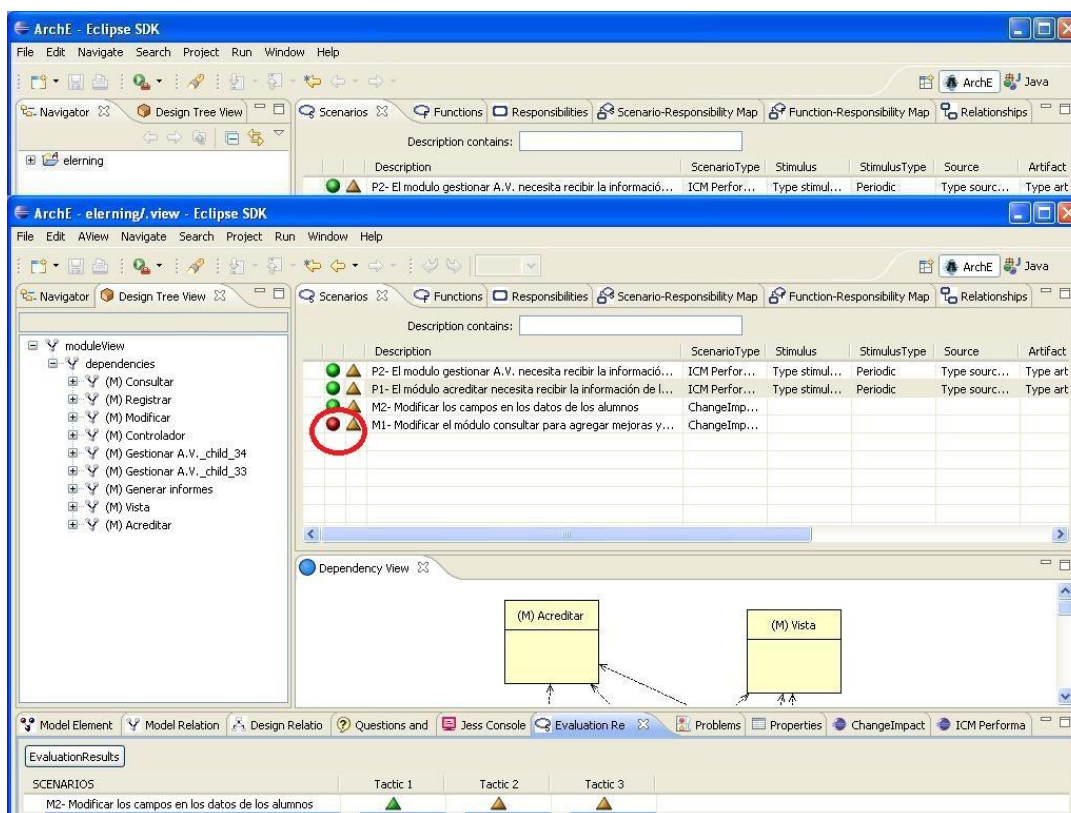 ArchE - Eclipse SDK
File Edit Navigate Search Project Run Window Help
ArchE Java
Navigator Design Tree View Scenarios Functions Responsibilities Scenario-Responsibility Map Function-Responsibility Map Relationships
Description contains:
elerning
Description ScenarioType Stimulus StimulusType Source Artifact
P2- El modulo gestionar A.V. necesita recibir la informació... ICM Perfor... Type stimul... Periodic Type sourc... Type art
ArchE - elerning/.view - Eclipse SDK
File Edit AView Navigate Search Project Run Window Help
ArchE Java
Navigator Design Tree View Scenarios Functions Responsibilities Scenario-Responsibility Map Function-Responsibility Map Relationships
Description contains:
moduleView
dependencies
(M) Consultar
(M) Registrar
(M) Modificar
(M) Controlador
(M) Gestionar A.V._child_34
(M) Gestionar A.V._child_33
(M) Generar informes
(M) Vista
(M) Acreditar
Description ScenarioType Stimulus StimulusType Source Artifact
P2- El modulo gestionar A.V. necesita recibir la informació... ICM Perfor... Type stimul... Periodic Type sourc... Type art
P1- El módulo acreditar necesita recibir la información de l... ICM Perfor... Type stimul... Periodic Type sourc... Type art
M2- Modificar los campos en los datos de los alumnos ChangeImp...
M1- Modificar el módulo consultar para agregar mejoras y... ChangeImp...
Dependency View
(M) Acreditar
(M) Vista
Model Element Model Relation Design Relatio Questions and Jess Console Evaluation Re Problems Properties ChangeImpact ICM Performa
EvaluationResults
SCENARIOS Tactic 1 Tactic 2 Tactic 3
M2- Modificar los campos en los datos de los alumnos